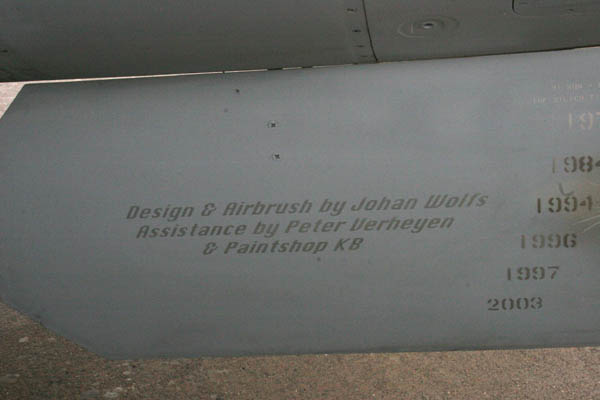 Design & Airbrush by Johan Wolfs
Assistance by Peter Verheyen
& Paintshop KB
1984
1994
1996
1997
2003